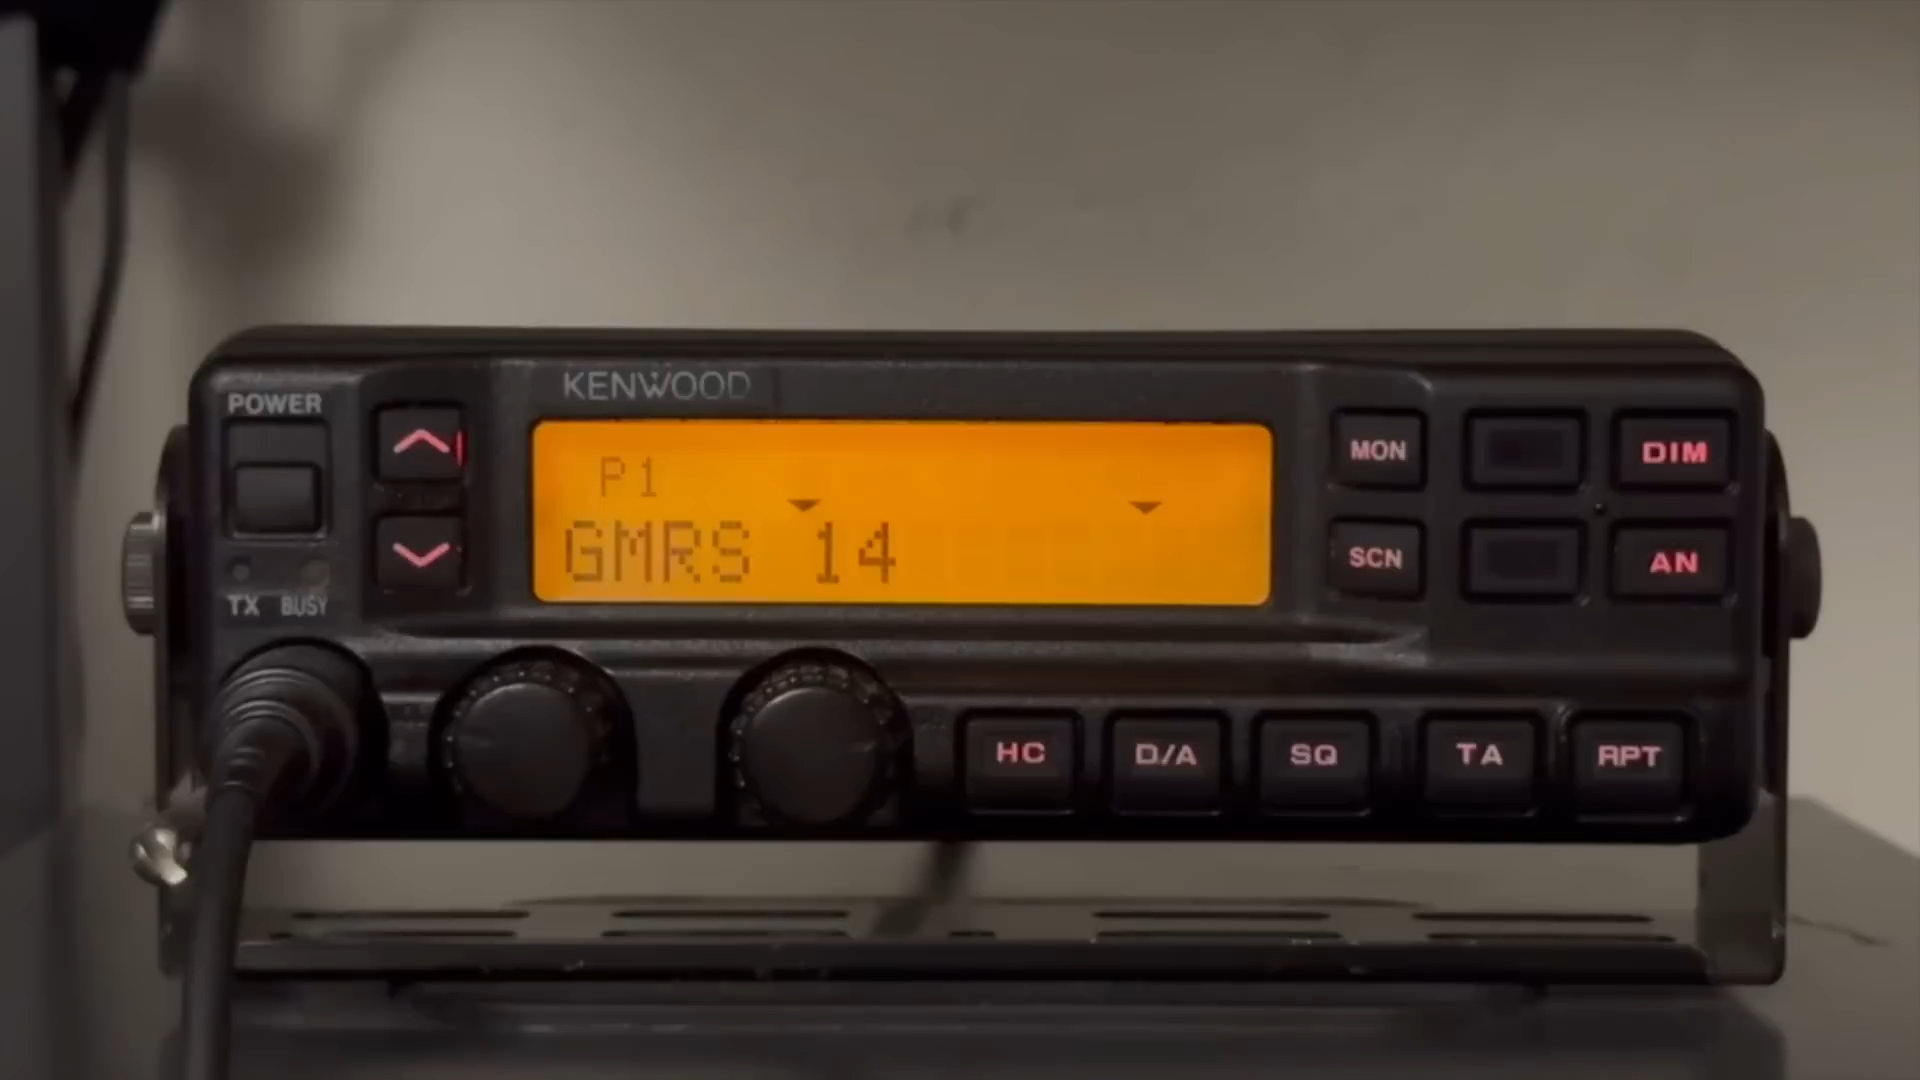 KENWOOD
POWER
P1
GMRS 14
TX BUSY
MON
DIM
SCN
AN
HC
D/A
SQ
TA
RPT